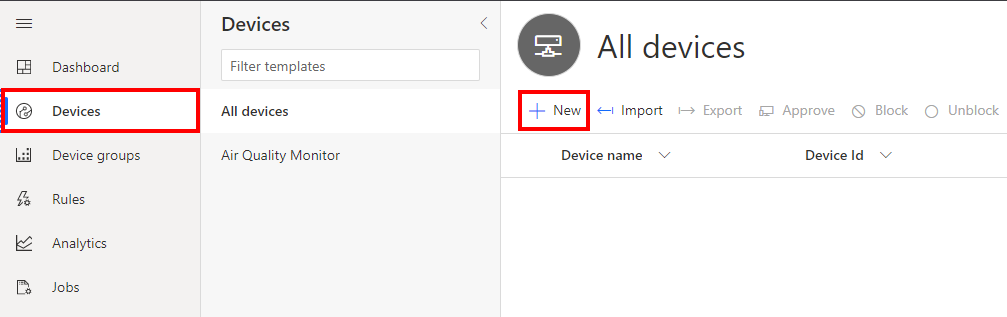 Dashboard
Devices
Device groups
Rules
Analytics
Jobs
Devices
Filter templates
All devices
Air Quality Monitor
All devices
New Import Export Approve Block Unblock
Device name Device Id